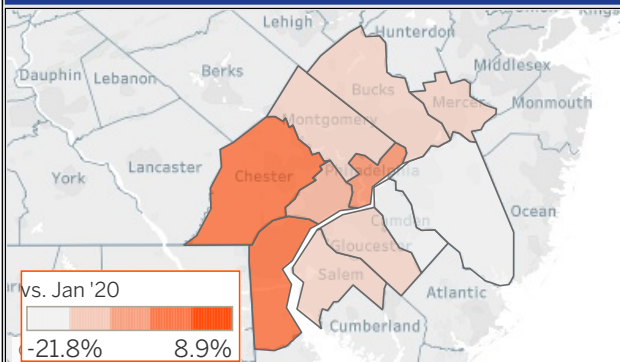 Lehigh
Hunterdon
Middlesex
Dauphin
Lebanon
Berks
Bucks
Mercer
Monmouth
Montgomery
Lancaster
York
Chester
Philadelphia
Ocean
Camden
Gloucester
Salem
Atlantic
Cumberland
vs. Jan '20
-21.8% 8.9%